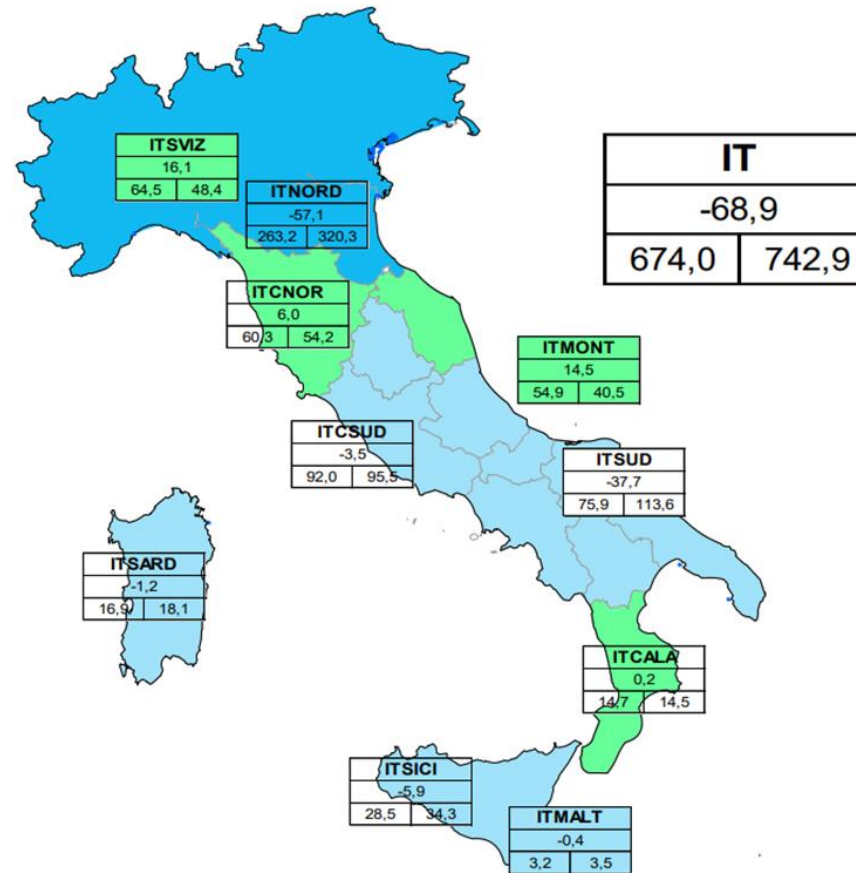 ITSVIZ
16,1
64,5 48,4
IT
-68,9
674,0 742,9
ITNORD
-57,1
263,2 320,3
ITCNOR
6,0
60,3 54,2
ITMONT
14,5
54,9 40,5
ITCSUD
-3,5
92,0 95,5
ITSUD
-37,7
75,9 113,6
ITSARD
-1,2
16,9 18,1
ITCALA
0,2
14,7 14,5
ITSICI
-5,9
28,5 34,3
ITMALT
-0,4
3,2 3,5